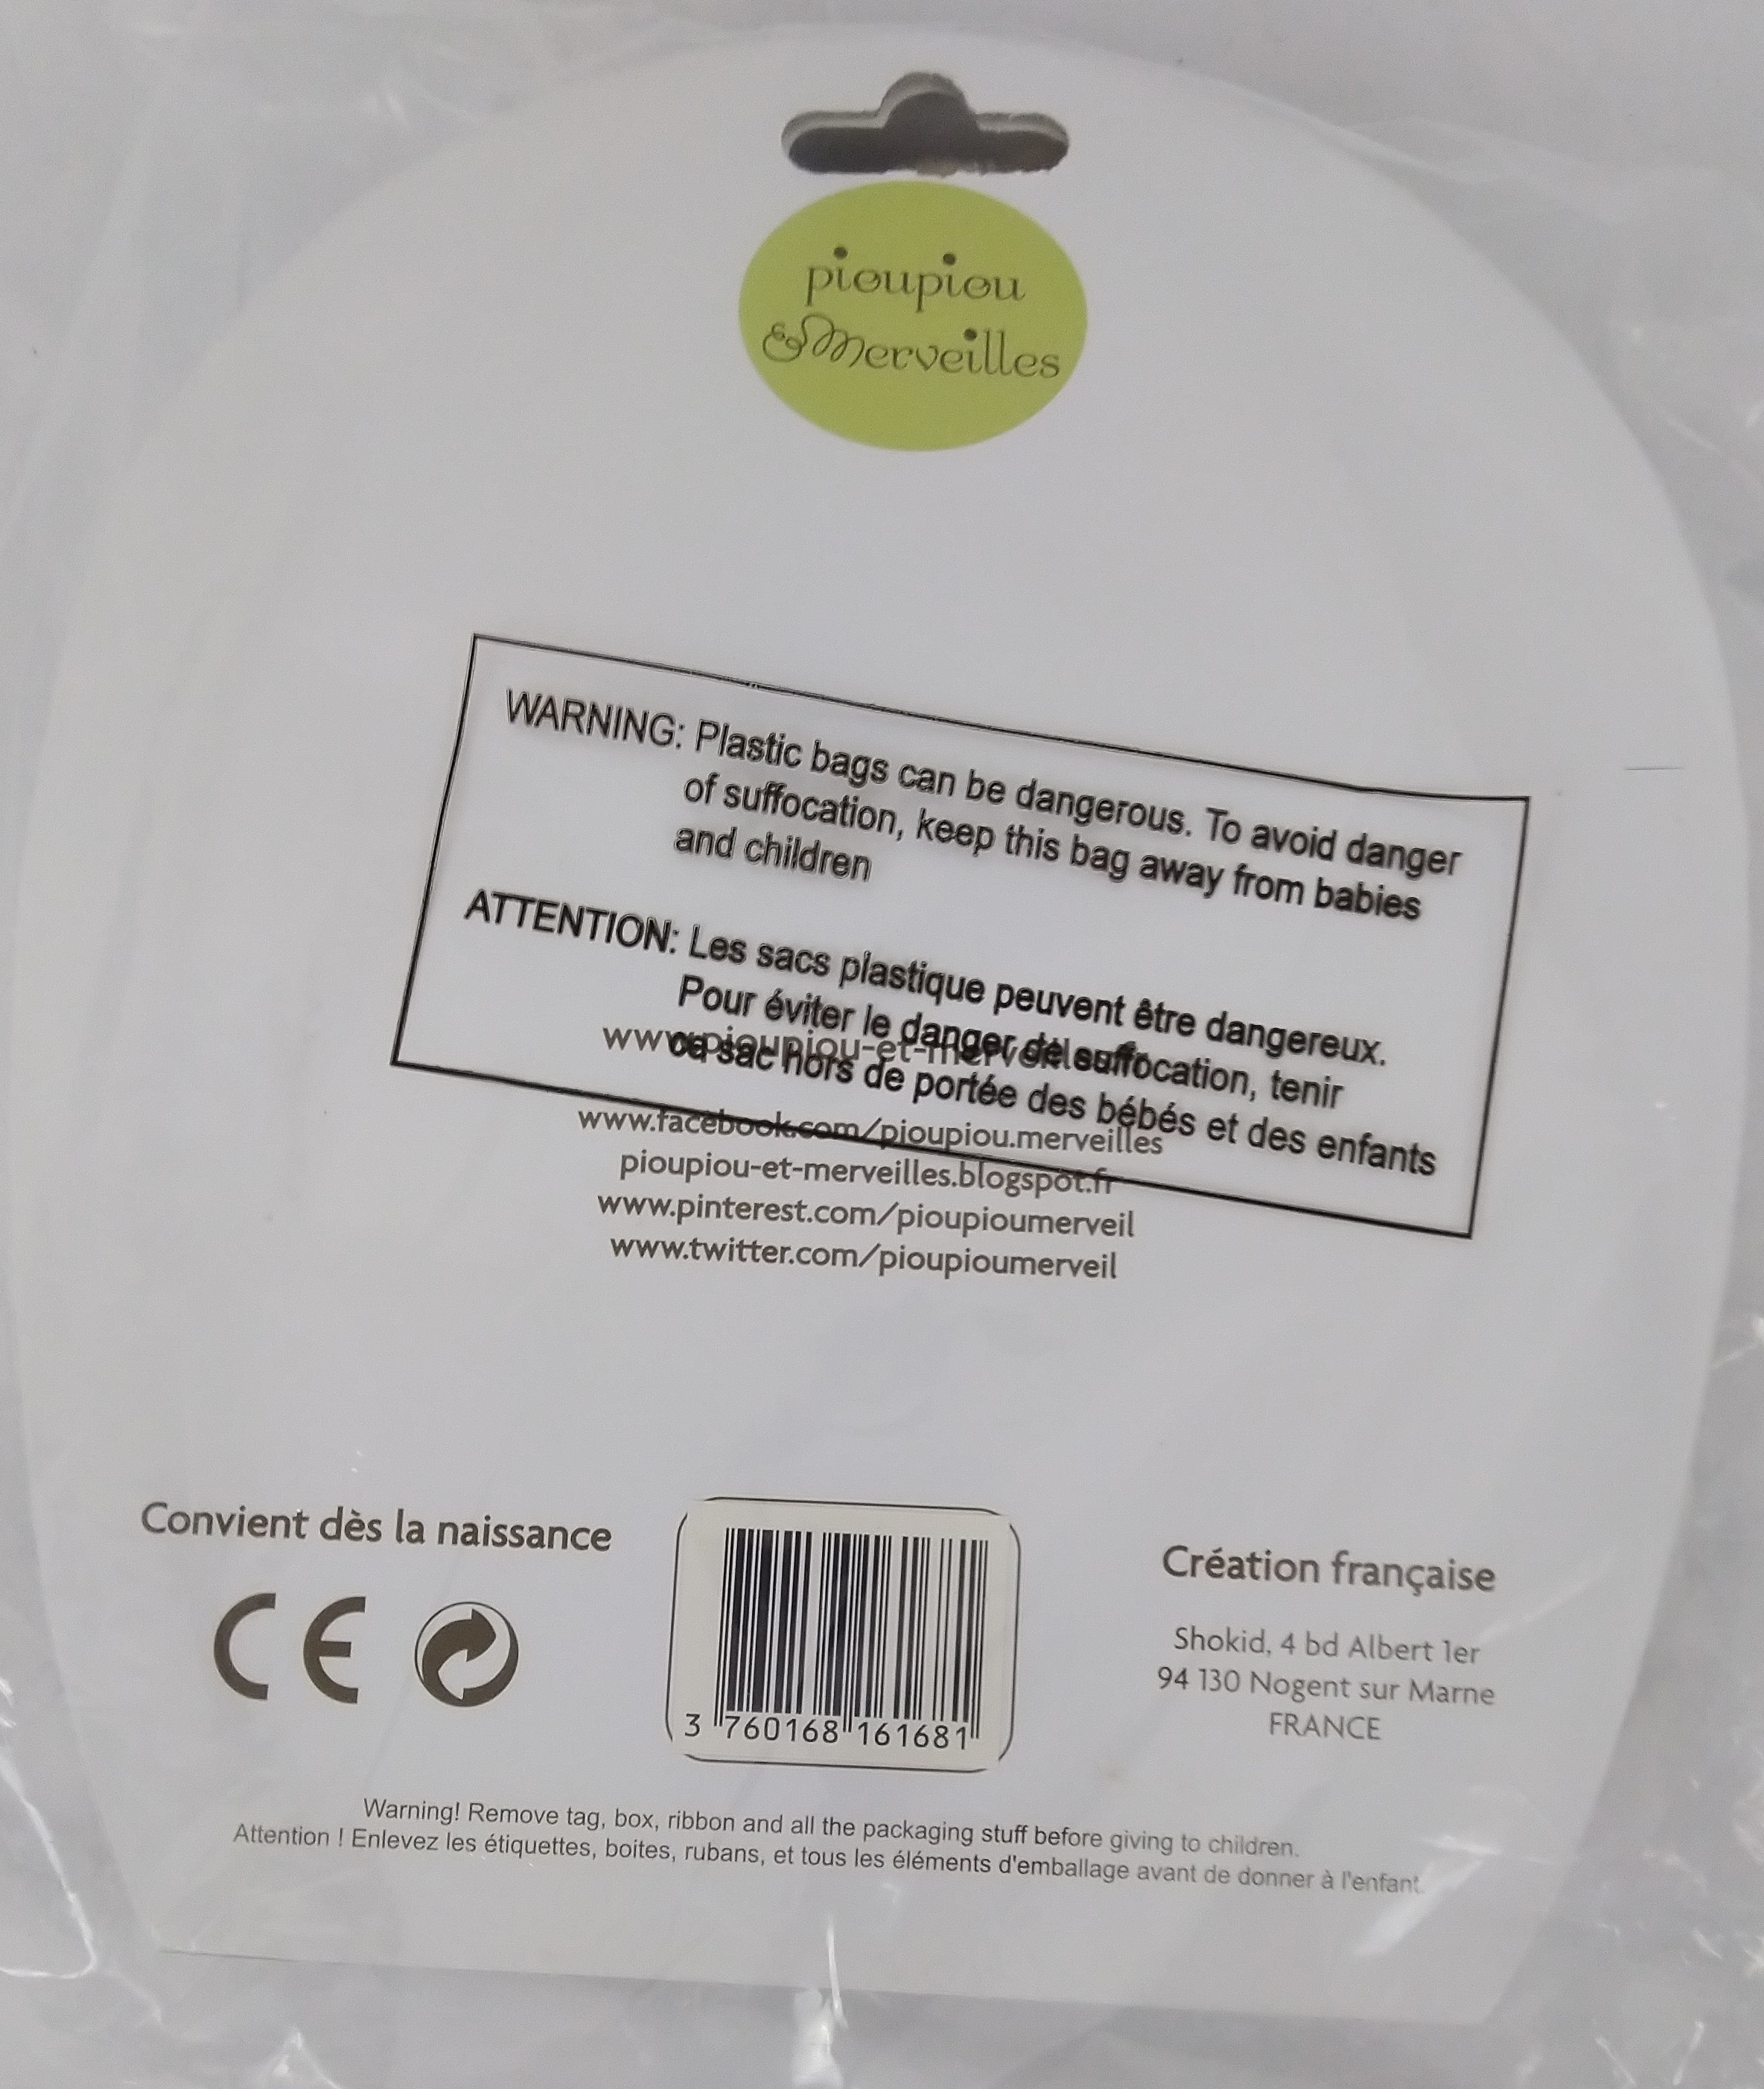 pioupiou
&Merveilles
WARNING: Plastic bags can be dangerous. To avoid danger
of suffocation, keep this bag away from babies
and children
ATTENTION: Les sacs plastique peuvent être dangereux.
Pour éviter le danger de suffocation, tenir
ce sac hors de portée des bébés et des enfants
www.facebook.com/pioupiou.merveilles
pioupiou-et-merveilles.blogspot.fr
www.pinterest.com/pioupioumerveil
www.twitter.com/pioupioumerveil
Convient dès la naissance
CE
3 760168 161681
Création française
Shokid, 4 bd Albert 1er
94 130 Nogent sur Marne
FRANCE
Warning! Remove tag, box, ribbon and all the packaging stuff before giving to children.
Attention ! Enlevez les étiquettes, boites, rubans, et tous les éléments d'emballage avant de donner à l'enfant.